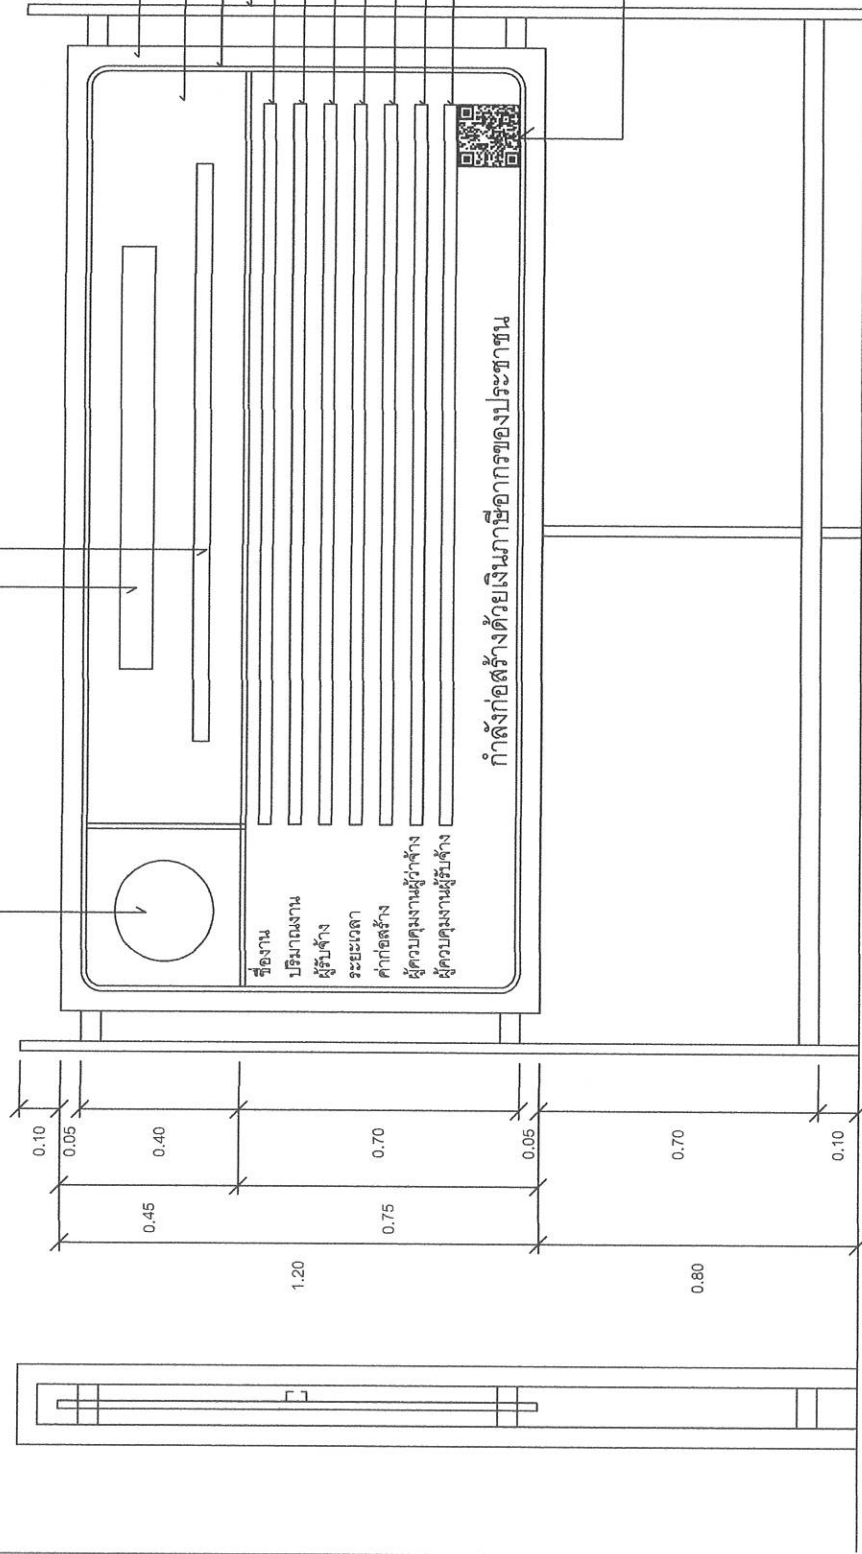 ชื่องาน
ปริมาณงาน
ผู้รับจ้าง
ระยะเวลา
ค่าก่อสร้าง
ผู้ควบคุมงานผู้ว่าจ้าง
ผู้ควบคุมงานผู้รับจ้าง
กำลังก่อสร้างด้วยเงินภาษีอากรของประชาชน
0.10
0.05
0.40
0.70
0.05
0.70
0.10
0.45
0.75
1.20
0.80